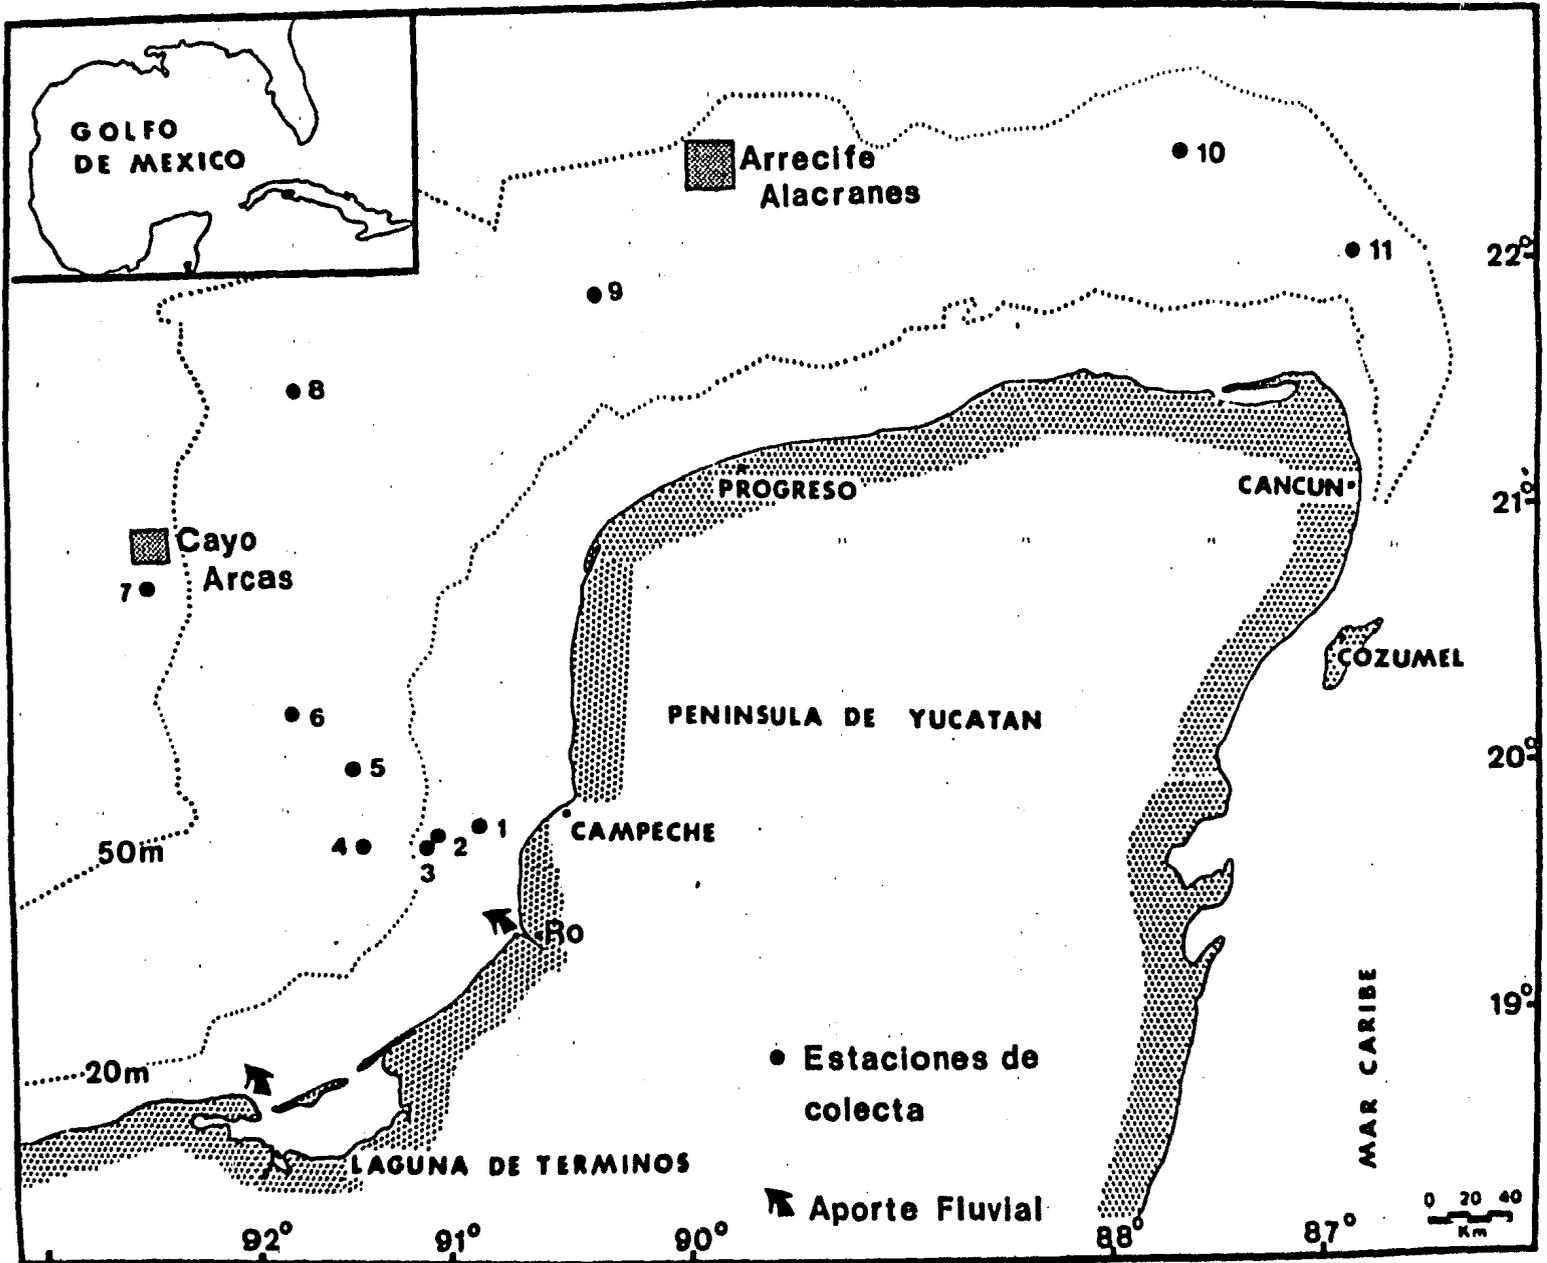 GOLFO
DE MEXICO
Arrecife
Alacranes
10
11
22°
9
8
PROGRESO
CANCUN
21°
Cayo
Arcas
7
COZUMEL
6
PENINSULA DE YUCATAN
5
20°
1
CAMPECHE
2
4
3
50m
Ro
19°
MAR CARIBE
Estaciones de
colecta
20m
LAGUNA DE TERMINOS
Aporte Fluvial
0 20 40
Km
92°
91°
90°
88°
87°